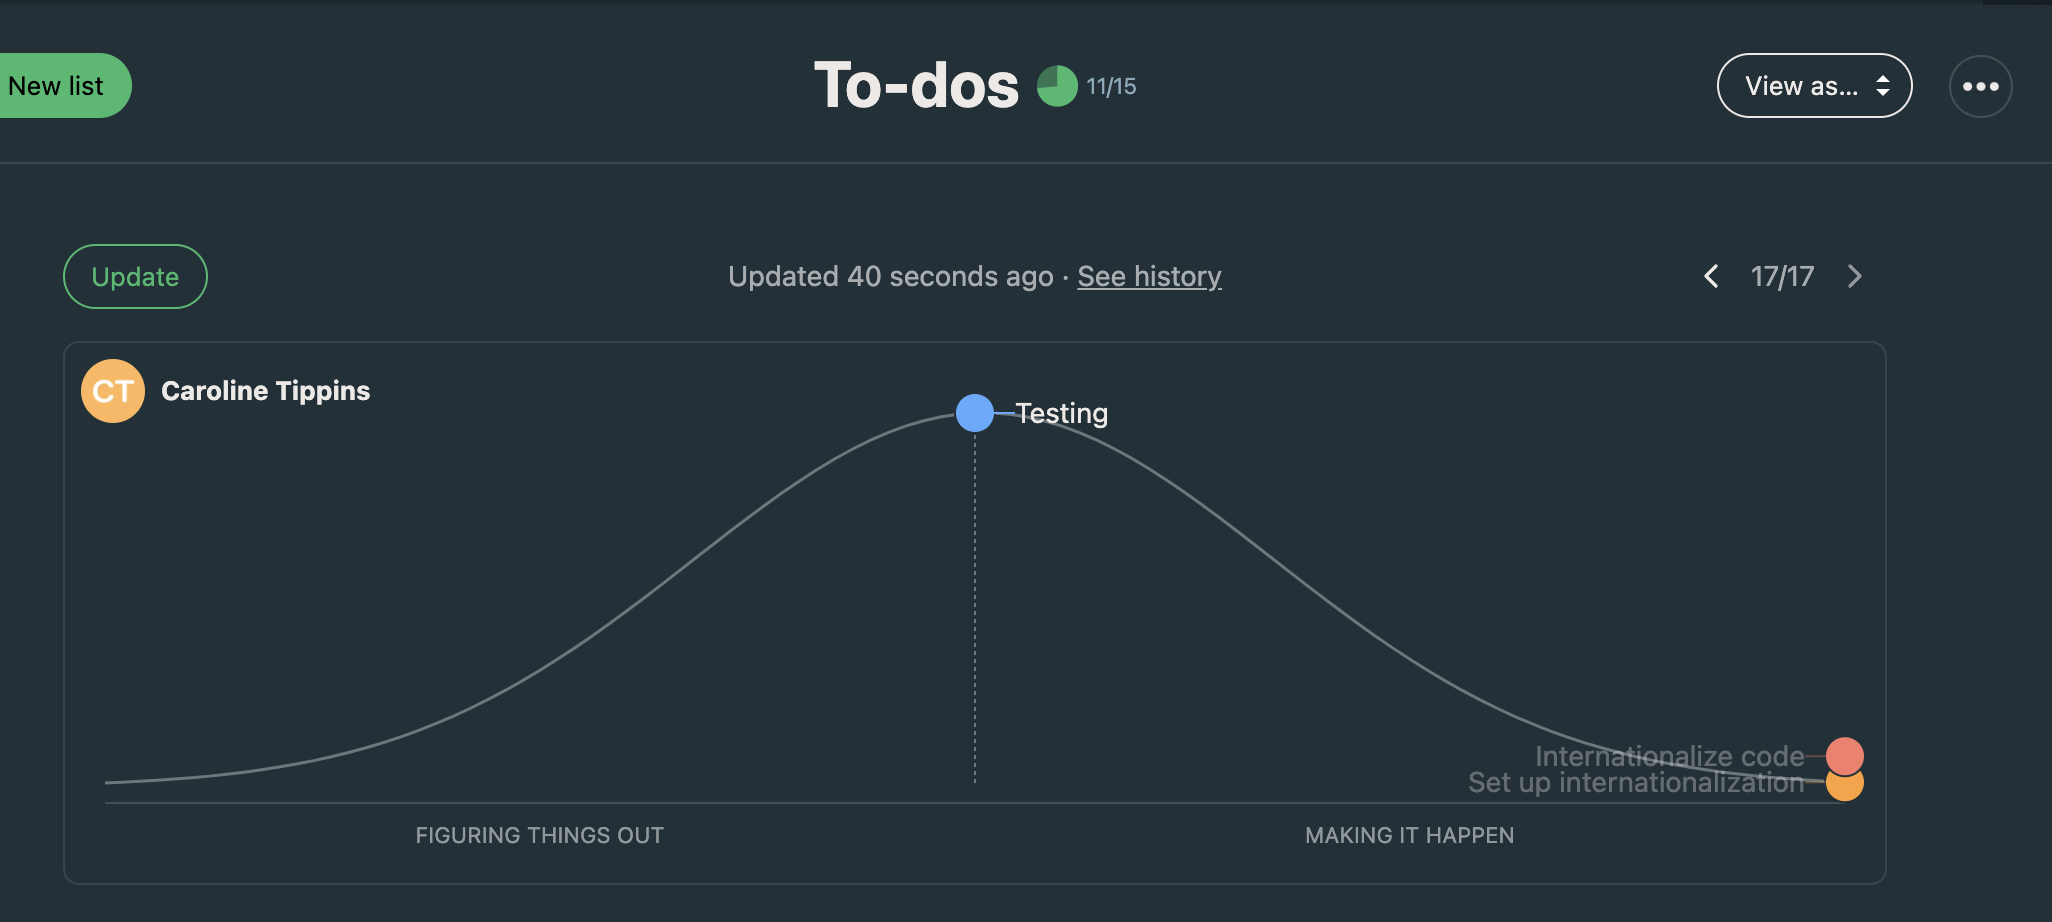 New list
To-dos
11/15
View as...
Update
Updated 40 seconds ago · See history
17/17
CT
Caroline Tippins
Testing
Internationalize code
Set up internationalization
FIGURING THINGS OUT
MAKING IT HAPPEN